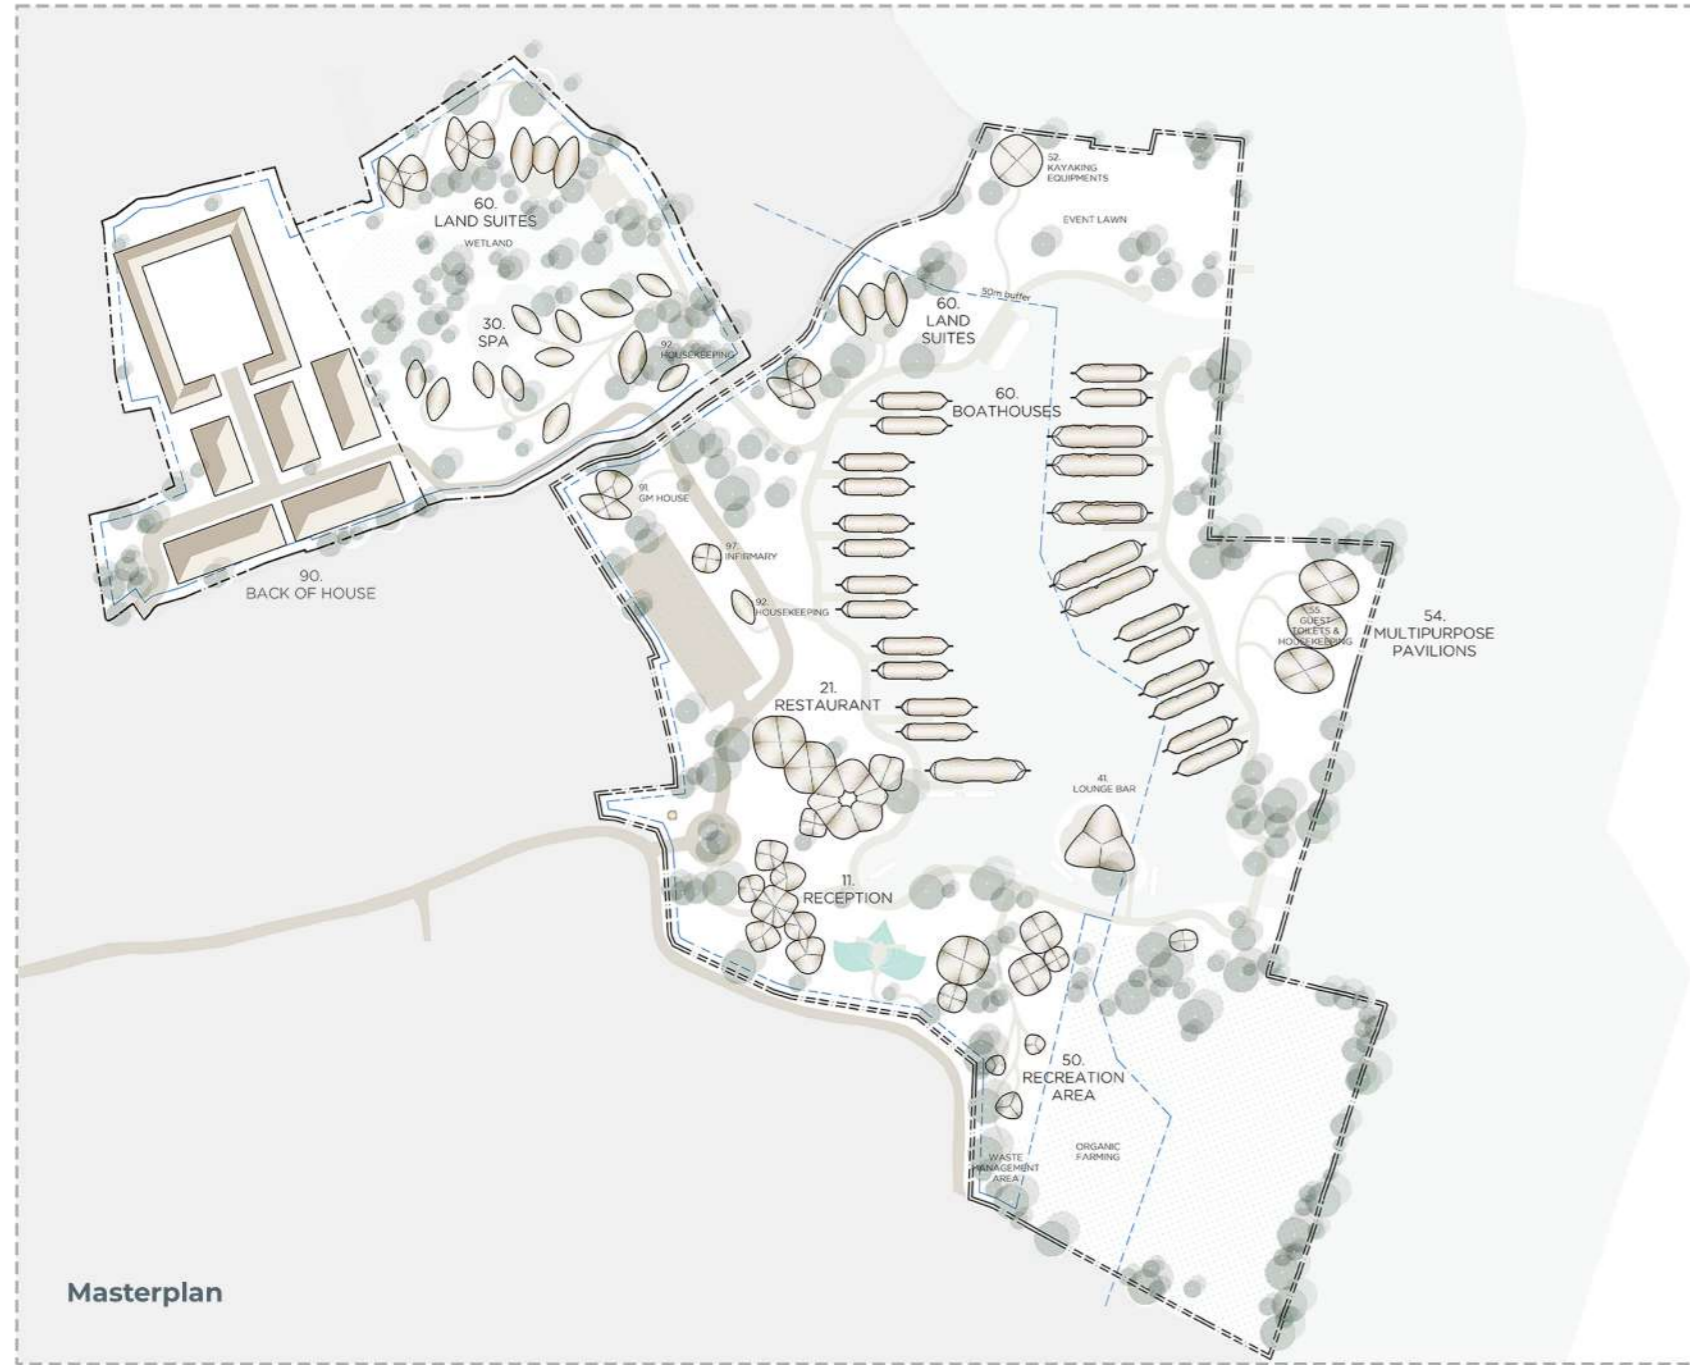 52.
KAYAKING
EQUIPMENTS
60.
LAND SUITES
WETLAND
EVENT LAWN
50m buffer
60.
LAND
SUITES
30.
SPA
92.
HOUSEKEEPING
60.
BOATHOUSES
91.
GM HOUSE
97.
INFIRMARY
90.
BACK OF HOUSE
92.
HOUSEKEEPING
55.
GUEST
TOILETS &
HOUSEKEEPING
54.
MULTIPURPOSE
PAVILIONS
21.
RESTAURANT
41.
LOUNGE BAR
11.
RECEPTION
50.
RECREATION
AREA
ORGANIC
FARMING
WASTE
MANAGEMENT
AREA
Masterplan